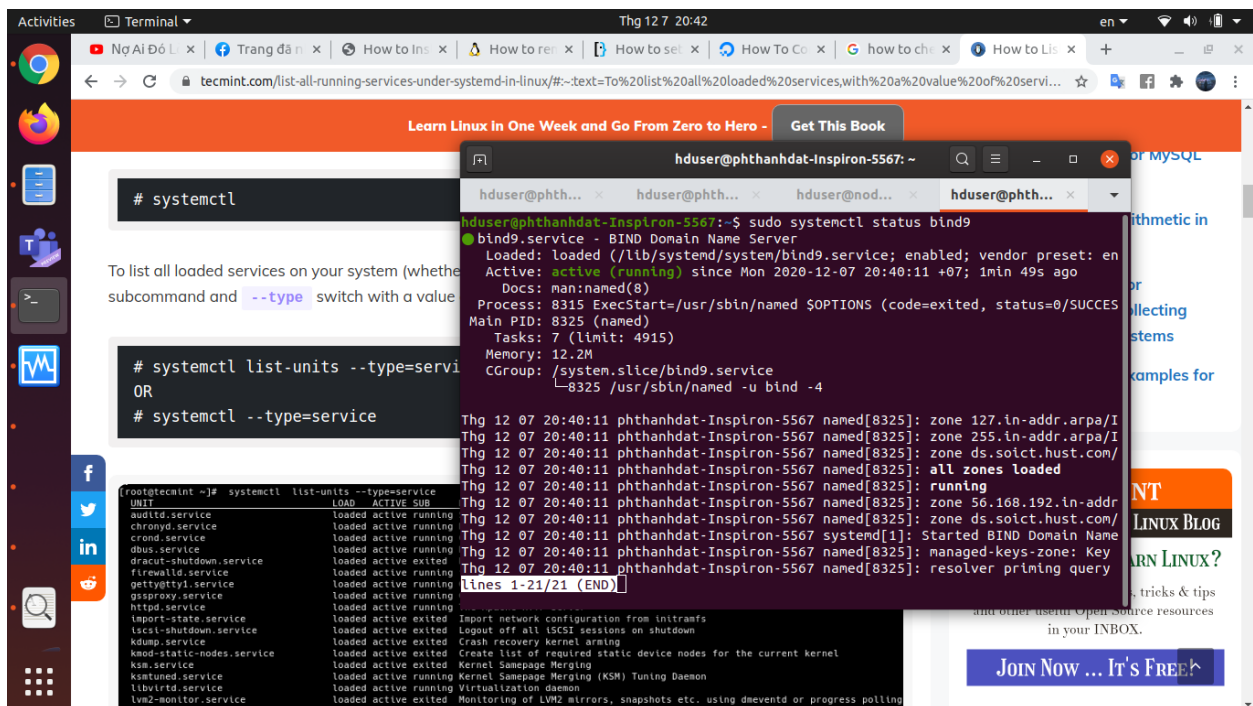 Activities
Terminal
Thg 12 7 20:42
en
Nợ Ai Đó L
Trang đã n
How to Ins
How to ren
How to set
How To Co
how to che
How to Lis
tecmint.com/list-all-running-services-under-systemd-in-linux/#:~:text=To%20list%20all%20loaded%20services,with%20a%20value%20of%20servi...
Learn Linux in One Week and Go From Zero to Hero -
Get This Book
# systemctl
To list all loaded services on your system (whethe
subcommand and --type switch with a value
# systemctl list-units --type=servi
OR
# systemctl --type=service
hduser@phthanhdat-Inspiron-5567: ~
hduser@phth...
hduser@phth...
hduser@nod...
hduser@phth...
hduser@phthanhdat-Inspiron-5567:~$ sudo systemctl status bind9
bind9.service - BIND Domain Name Server
Loaded: loaded (/lib/systemd/system/bind9.service; enabled; vendor preset: en
Active: active (running) since Mon 2020-12-07 20:40:11 +07; 1min 49s ago
Docs: man:named(8)
Process: 8315 ExecStart=/usr/sbin/named $OPTIONS (code=exited, status=0/SUCCES
Main PID: 8325 (named)
Tasks: 7 (limit: 4915)
Memory: 12.2M
CGroup: /system.slice/bind9.service
└─8325 /usr/sbin/named -u bind -4
Thg 12 07 20:40:11 phthanhdat-Inspiron-5567 named[8325]: zone 127.in-addr.arpa/I
Thg 12 07 20:40:11 phthanhdat-Inspiron-5567 named[8325]: zone 255.in-addr.arpa/I
Thg 12 07 20:40:11 phthanhdat-Inspiron-5567 named[8325]: zone ds.soict.hust.com/
Thg 12 07 20:40:11 phthanhdat-Inspiron-5567 named[8325]: all zones loaded
Thg 12 07 20:40:11 phthanhdat-Inspiron-5567 named[8325]: running
Thg 12 07 20:40:11 phthanhdat-Inspiron-5567 named[8325]: zone 56.168.192.in-addr
Thg 12 07 20:40:11 phthanhdat-Inspiron-5567 named[8325]: zone ds.soict.hust.com/
Thg 12 07 20:40:11 phthanhdat-Inspiron-5567 systemd[1]: Started BIND Domain Name
Thg 12 07 20:40:11 phthanhdat-Inspiron-5567 named[8325]: managed-keys-zone: Key
Thg 12 07 20:40:11 phthanhdat-Inspiron-5567 named[8325]: resolver priming query
lines 1-21/21 (END)
[root@tecmint ~]# systemctl list-units --type=service
UNIT LOAD ACTIVE SUB
auditd.service loaded active running
chronyd.service loaded active running
crond.service loaded active running
dbus.service loaded active running
dracut-shutdown.service loaded active exited
firewalld.service loaded active running
getty@tty1.service loaded active running
gssproxy.service loaded active running
httpd.service loaded active running
import-state.service loaded active exited Import network configuration from initramfs
iscsi-shutdown.service loaded active exited Logout off all iSCSI sessions on shutdown
kdump.service loaded active exited Crash recovery kernel arming
kmod-static-nodes.service loaded active exited Create list of required static device nodes for the current kernel
ksm.service loaded active exited Kernel Samepage Merging
ksmtuned.service loaded active running Kernel Samepage Merging (KSM) Tuning Daemon
libvirtd.service loaded active running Virtualization daemon
lvm2-monitor.service loaded active exited Monitoring of LVM2 mirrors, snapshots etc. using dmeventd or progress polling
or MySQL
ithmetic in
or
llecting
stems
xamples for
NT
Linux Blog
ARN LINUX?
, tricks & tips
and other useful Open Source resources
in your INBOX.
Join Now ... It's Free!